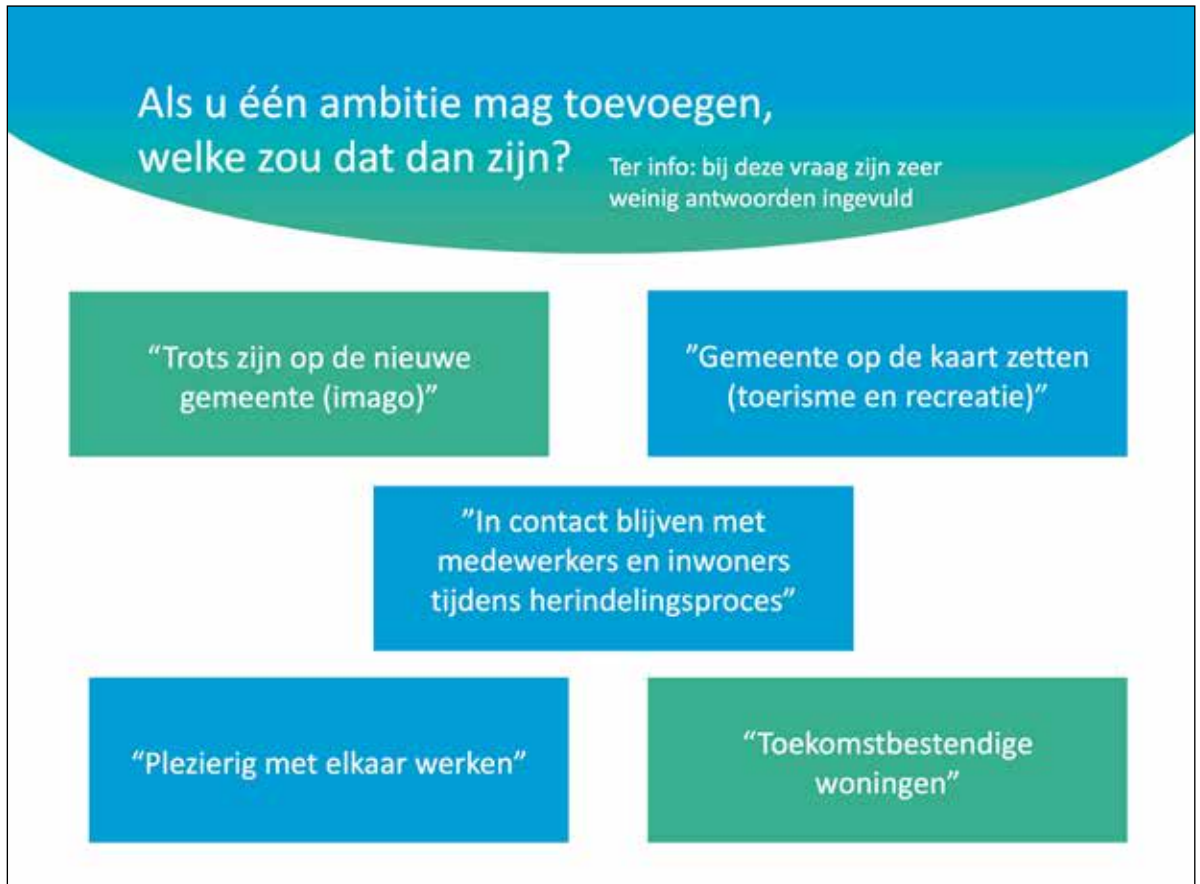 Als u één ambitie mag toevoegen,
welke zou dat dan zijn?
Ter info: bij deze vraag zijn zeer
weinig antwoorden ingevuld
“Trots zijn op de nieuwe
gemeente (imago)”
”Gemeente op de kaart zetten
(toerisme en recreatie)”
”In contact blijven met
medewerkers en inwoners
tijdens herindelingsproces”
“Plezierig met elkaar werken”
“Toekomstbestendige
woningen”